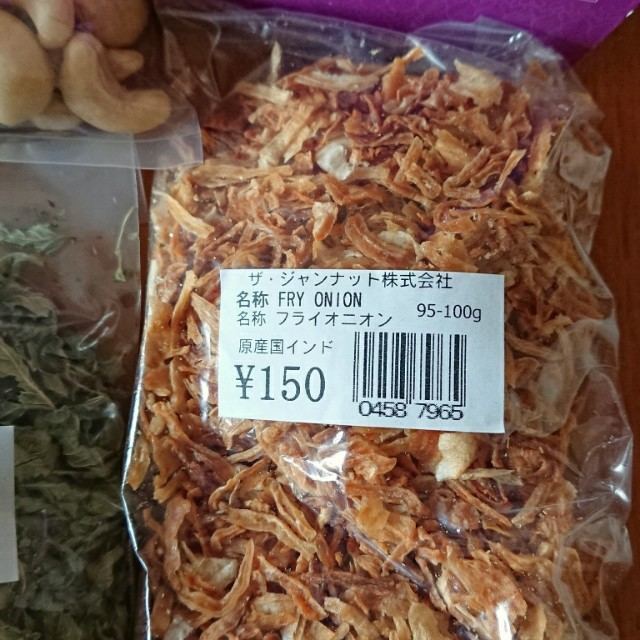 ザ・ジャンナット株式会社
名称 FRY ONION
名称 フライオニオン 95-100g
原産国インド
¥150
0458 7965